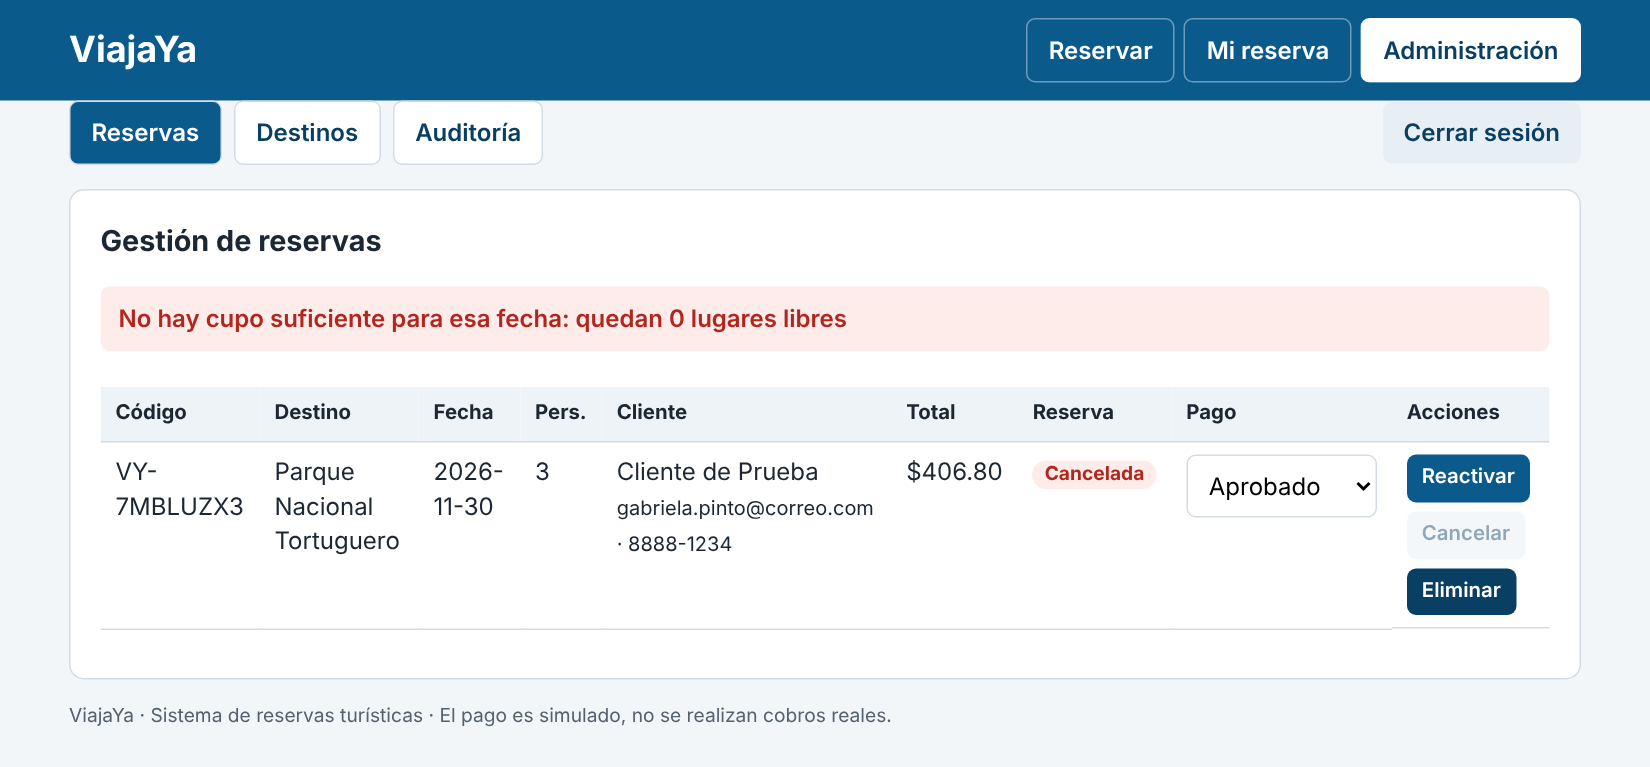 ViajaYa
Reservar
Mi reserva
Administración
Reservas
Destinos
Auditoría
Cerrar sesión
Gestión de reservas
No hay cupo suficiente para esa fecha: quedan 0 lugares libres
Código Destino Fecha Pers. Cliente Total Reserva Pago Acciones
VY-
7MBLUZX3
Parque
Nacional
Tortuguero
2026-
11-30
3
Cliente de Prueba
gabriela.pinto@correo.com
· 8888-1234
$406.80
Cancelada
Aprobado
Reactivar
Cancelar
Eliminar
ViajaYa · Sistema de reservas turísticas · El pago es simulado, no se realizan cobros reales.